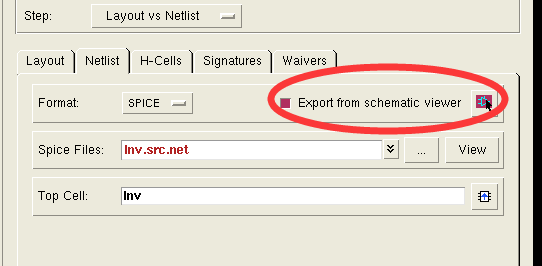 Step: Layout vs Netlist
Layout Netlist H-Cells Signatures Waivers
Format: SPICE Export from schematic viewer
Spice Files: Inv.src.net ... View
Top Cell: Inv